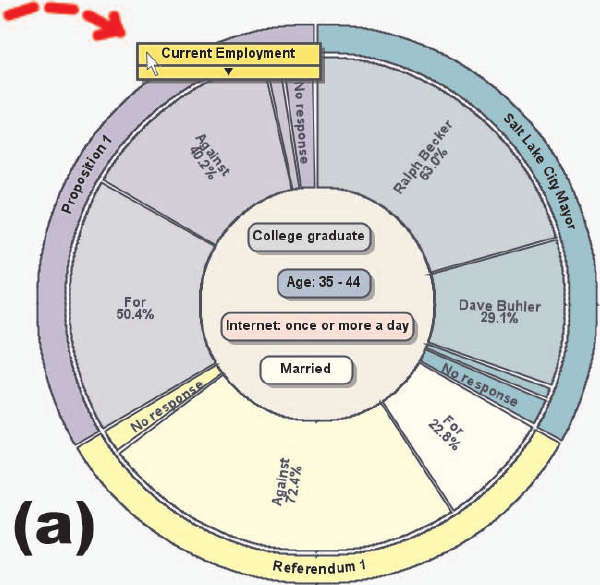 Current Employment
Proposition 1
Against
40.2%
No response
For
50.4%
Salt Lake City Mayor
Ralph Becker
63.0%
Dave Buhler
29.1%
No response
College graduate
Age: 35 - 44
Internet: once or more a day
Married
No response
Against
72.4%
For
22.8%
Referendum 1
(a)